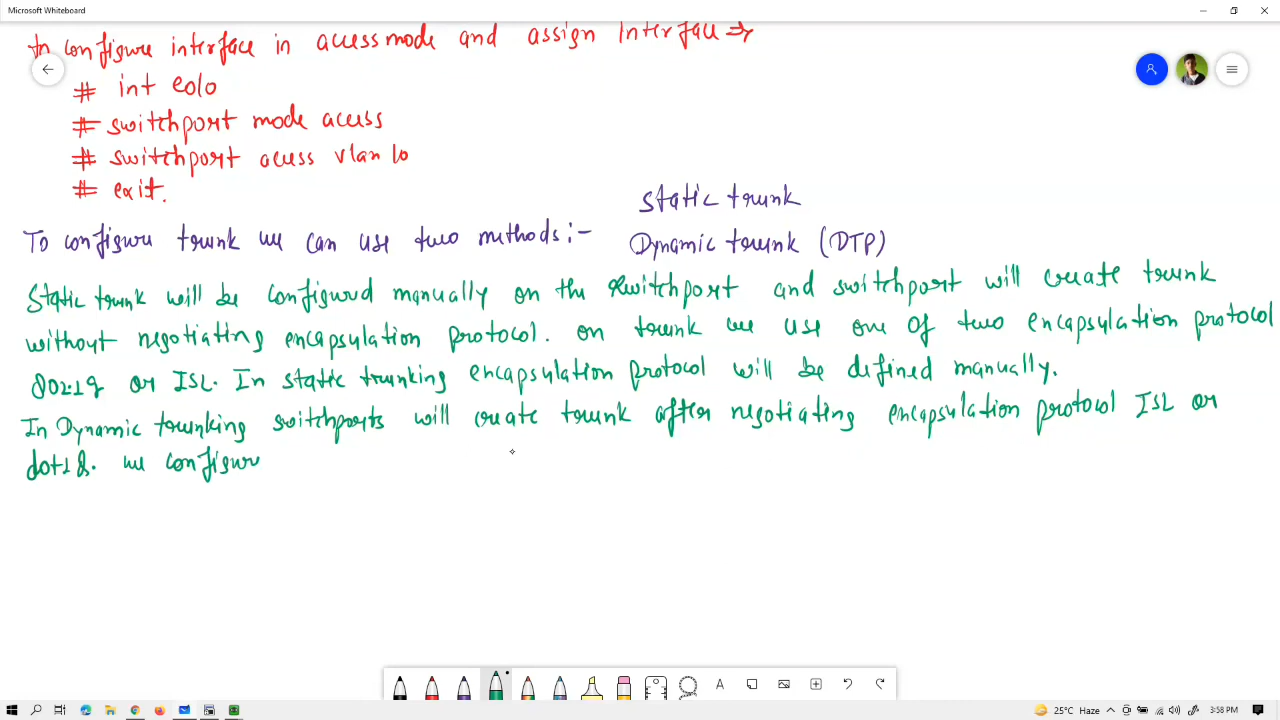 Microsoft Whiteboard
To configure interface in acess mode and assign Interface →
# int e0/0
# switchport mode acess
# switchport acess vlan 10
# exit.
Static trunk
To configure trunk we can use two methods:-
Dynamic trunk (DTP)
Static trunk will be configured manually on the switchport and switchport will create trunk
without negotiating encapsulation protocol. on trunk we use one of two encapsulation protocol
802.1q or ISL. In static trunking encapsulation protocol will be defined manually.
In Dynamic trunking switchports will create trunk after negotiating encapsulation protocol ISL or
dot1q. we configure
A
25°C Haze
3:58 PM